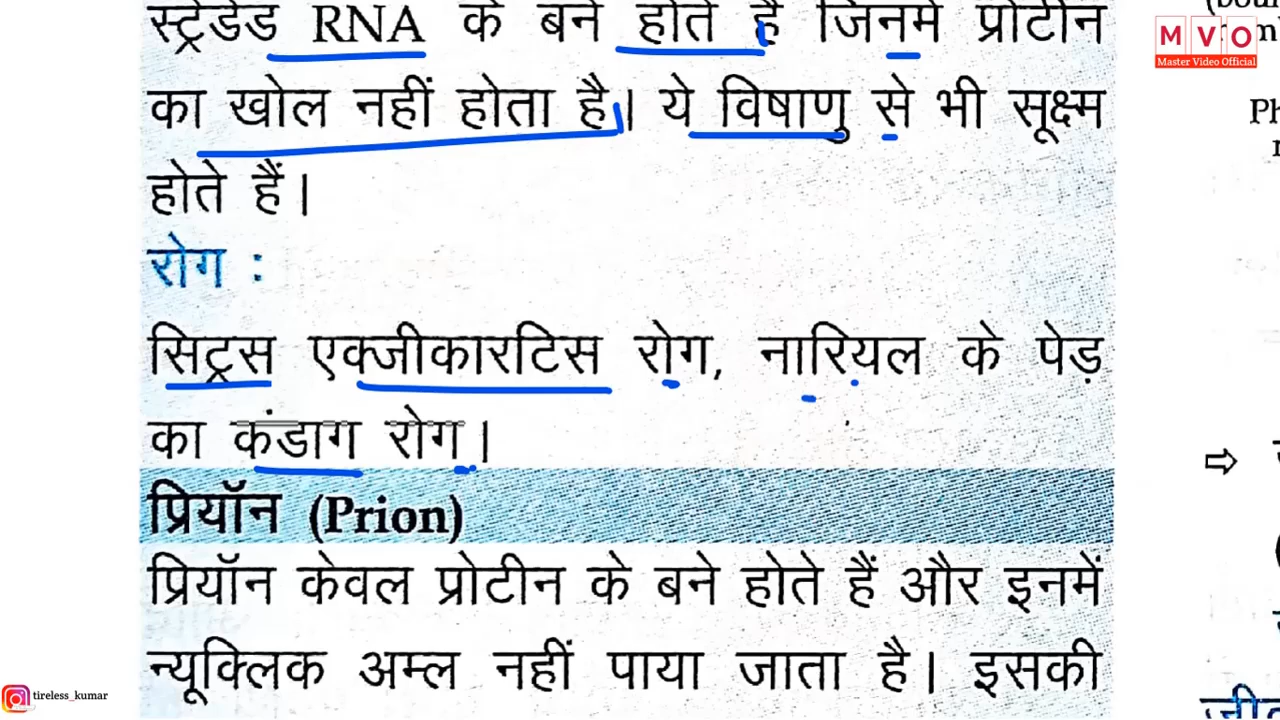 स्ट्रेडेड RNA के बने होते है जिनमे प्रोटीन
का खोल नहीं होता है। ये विषाणु से भी सूक्ष्म
होते हैं।
रोग :
सिट्रस एक्जीकारटिस रोग, नारियल के पेड़
का कंडाग रोग।
प्रियॉन (Prion)
प्रियॉन केवल प्रोटीन के बने होते हैं और इनमें
न्यूक्लिक अम्ल नहीं पाया जाता है। इसकी
MVO
Master Video Official
tireless_kumar